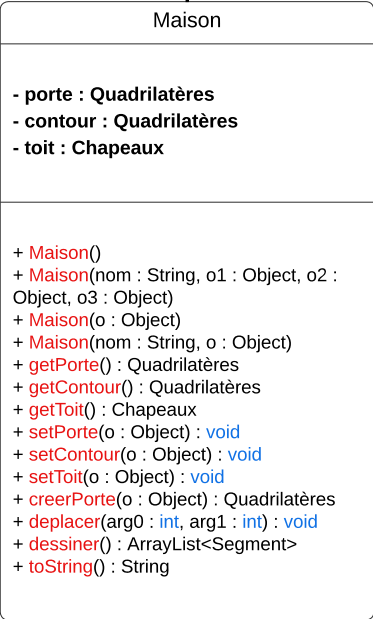 Maison
- porte : Quadrilatères
- contour : Quadrilatères
- toit : Chapeaux
+ Maison()
+ Maison(nom : String, o1 : Object, o2 :
Object, o3 : Object)
+ Maison(o : Object)
+ Maison(nom : String, o : Object)
+ getPorte() : Quadrilatères
+ getContour() : Quadrilatères
+ getToit() : Chapeaux
+ setPorte(o : Object) : void
+ setContour(o : Object) : void
+ setToit(o : Object) : void
+ creerPorte(o : Object) : Quadrilatères
+ deplacer(arg0 : int, arg1 : int) : void
+ dessiner() : ArrayList<Segment>
+ toString() : String